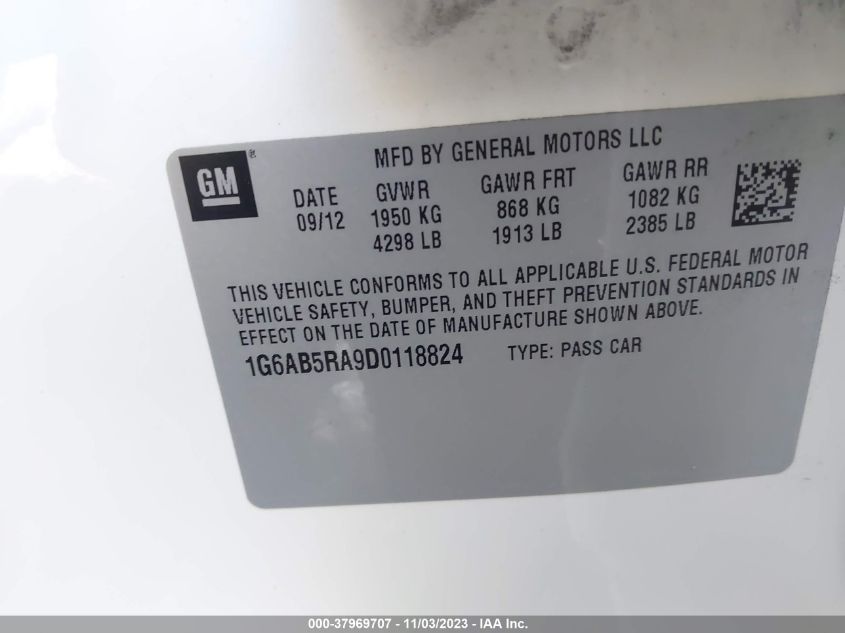 MFD BY GENERAL MOTORS LLC
GM®
DATE GVWR GAWR FRT GAWR RR
09/12 1950 KG 868 KG 1082 KG
4298 LB 1913 LB 2385 LB
THIS VEHICLE CONFORMS TO ALL APPLICABLE U.S. FEDERAL MOTOR
VEHICLE SAFETY, BUMPER, AND THEFT PREVENTION STANDARDS IN
EFFECT ON THE DATE OF MANUFACTURE SHOWN ABOVE.
1G6AB5RA9D0118824 TYPE: PASS CAR
000-37969707 - 11/03/2023 - IAA Inc.